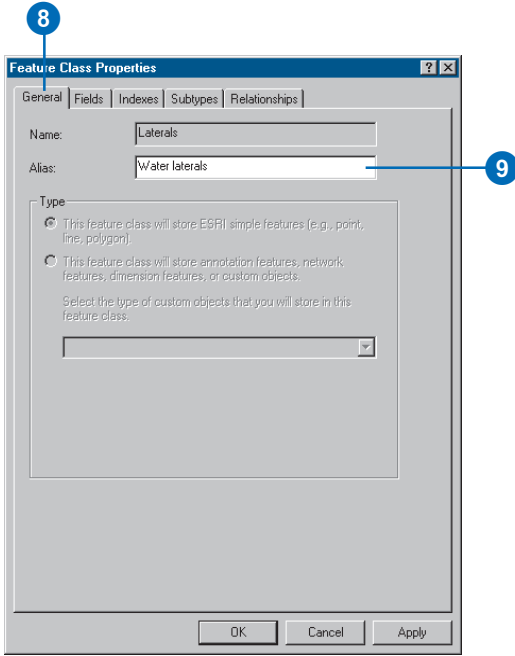 8
Feature Class Properties
General Fields Indexes Subtypes Relationships
Name: Laterals
Alias: Water laterals
9
Type
This feature class will store ESRI simple features (e.g., point,
line, polygon).
This feature class will store annotation features, network
features, dimension features, or custom objects.
Select the type of custom objects that you will store in this
feature class.
OK Cancel Apply